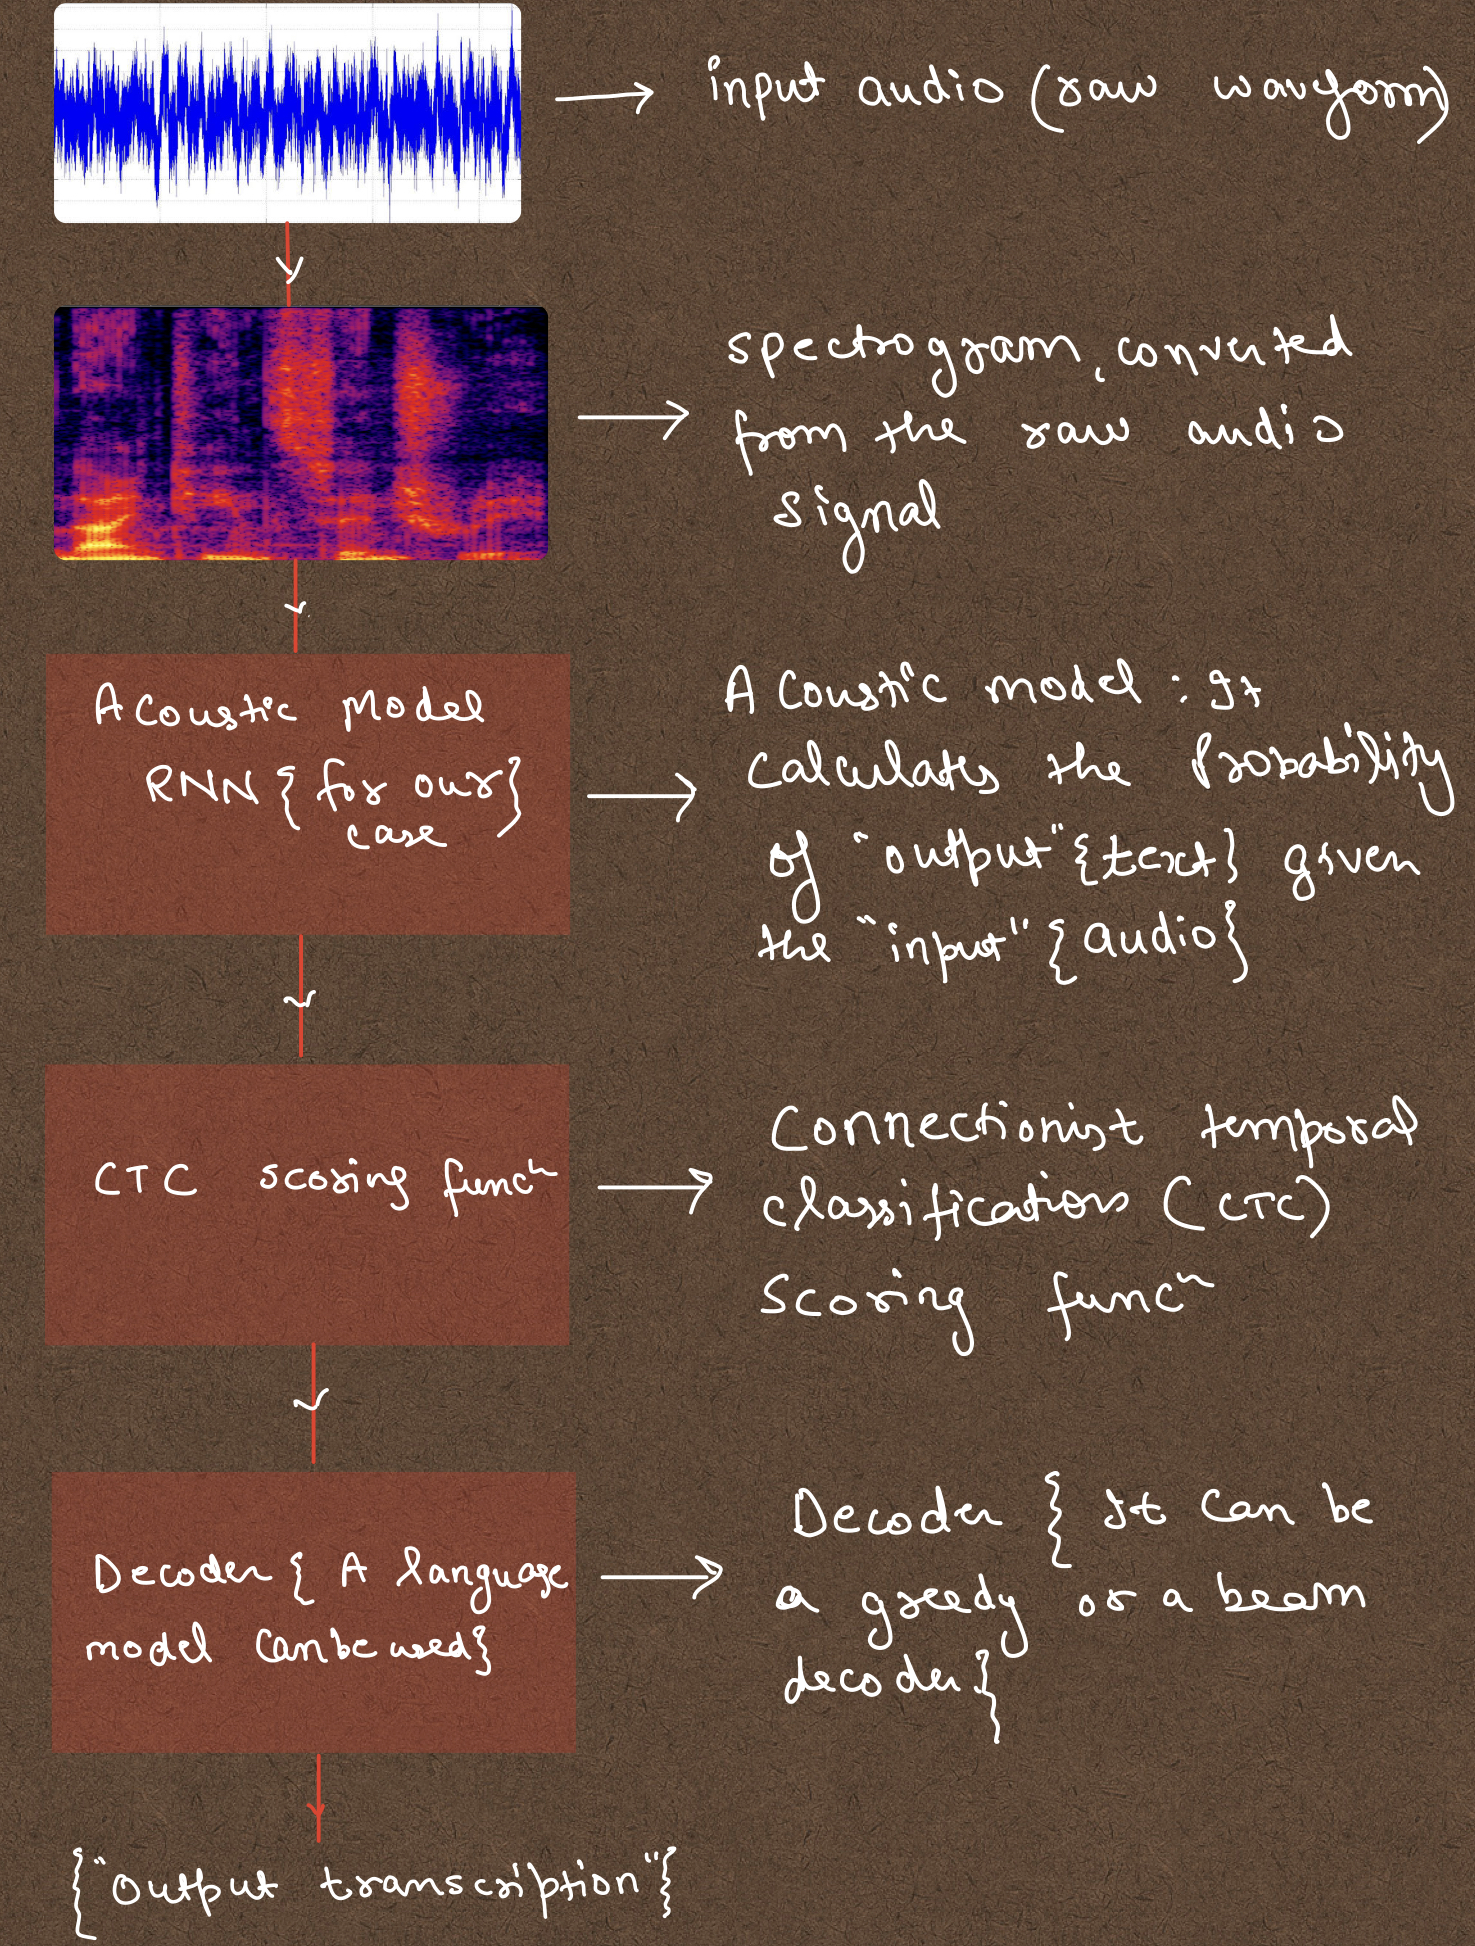 input audio (raw waveform)
spectrogram, converted
from the raw audio
signal
Acoustic Model
RNN { for our }
case
Acoustic model : It
calculates the Probability
of "output" {text} given
the "input" {audio}
CTC scoring funcⁿ
Connectionist temporal
classification (CTC)
Scoring funcⁿ
Decoder { A language
model can be used}
Decoder { It can be
a greedy or a beam
decoder}
{"Output transcription"}